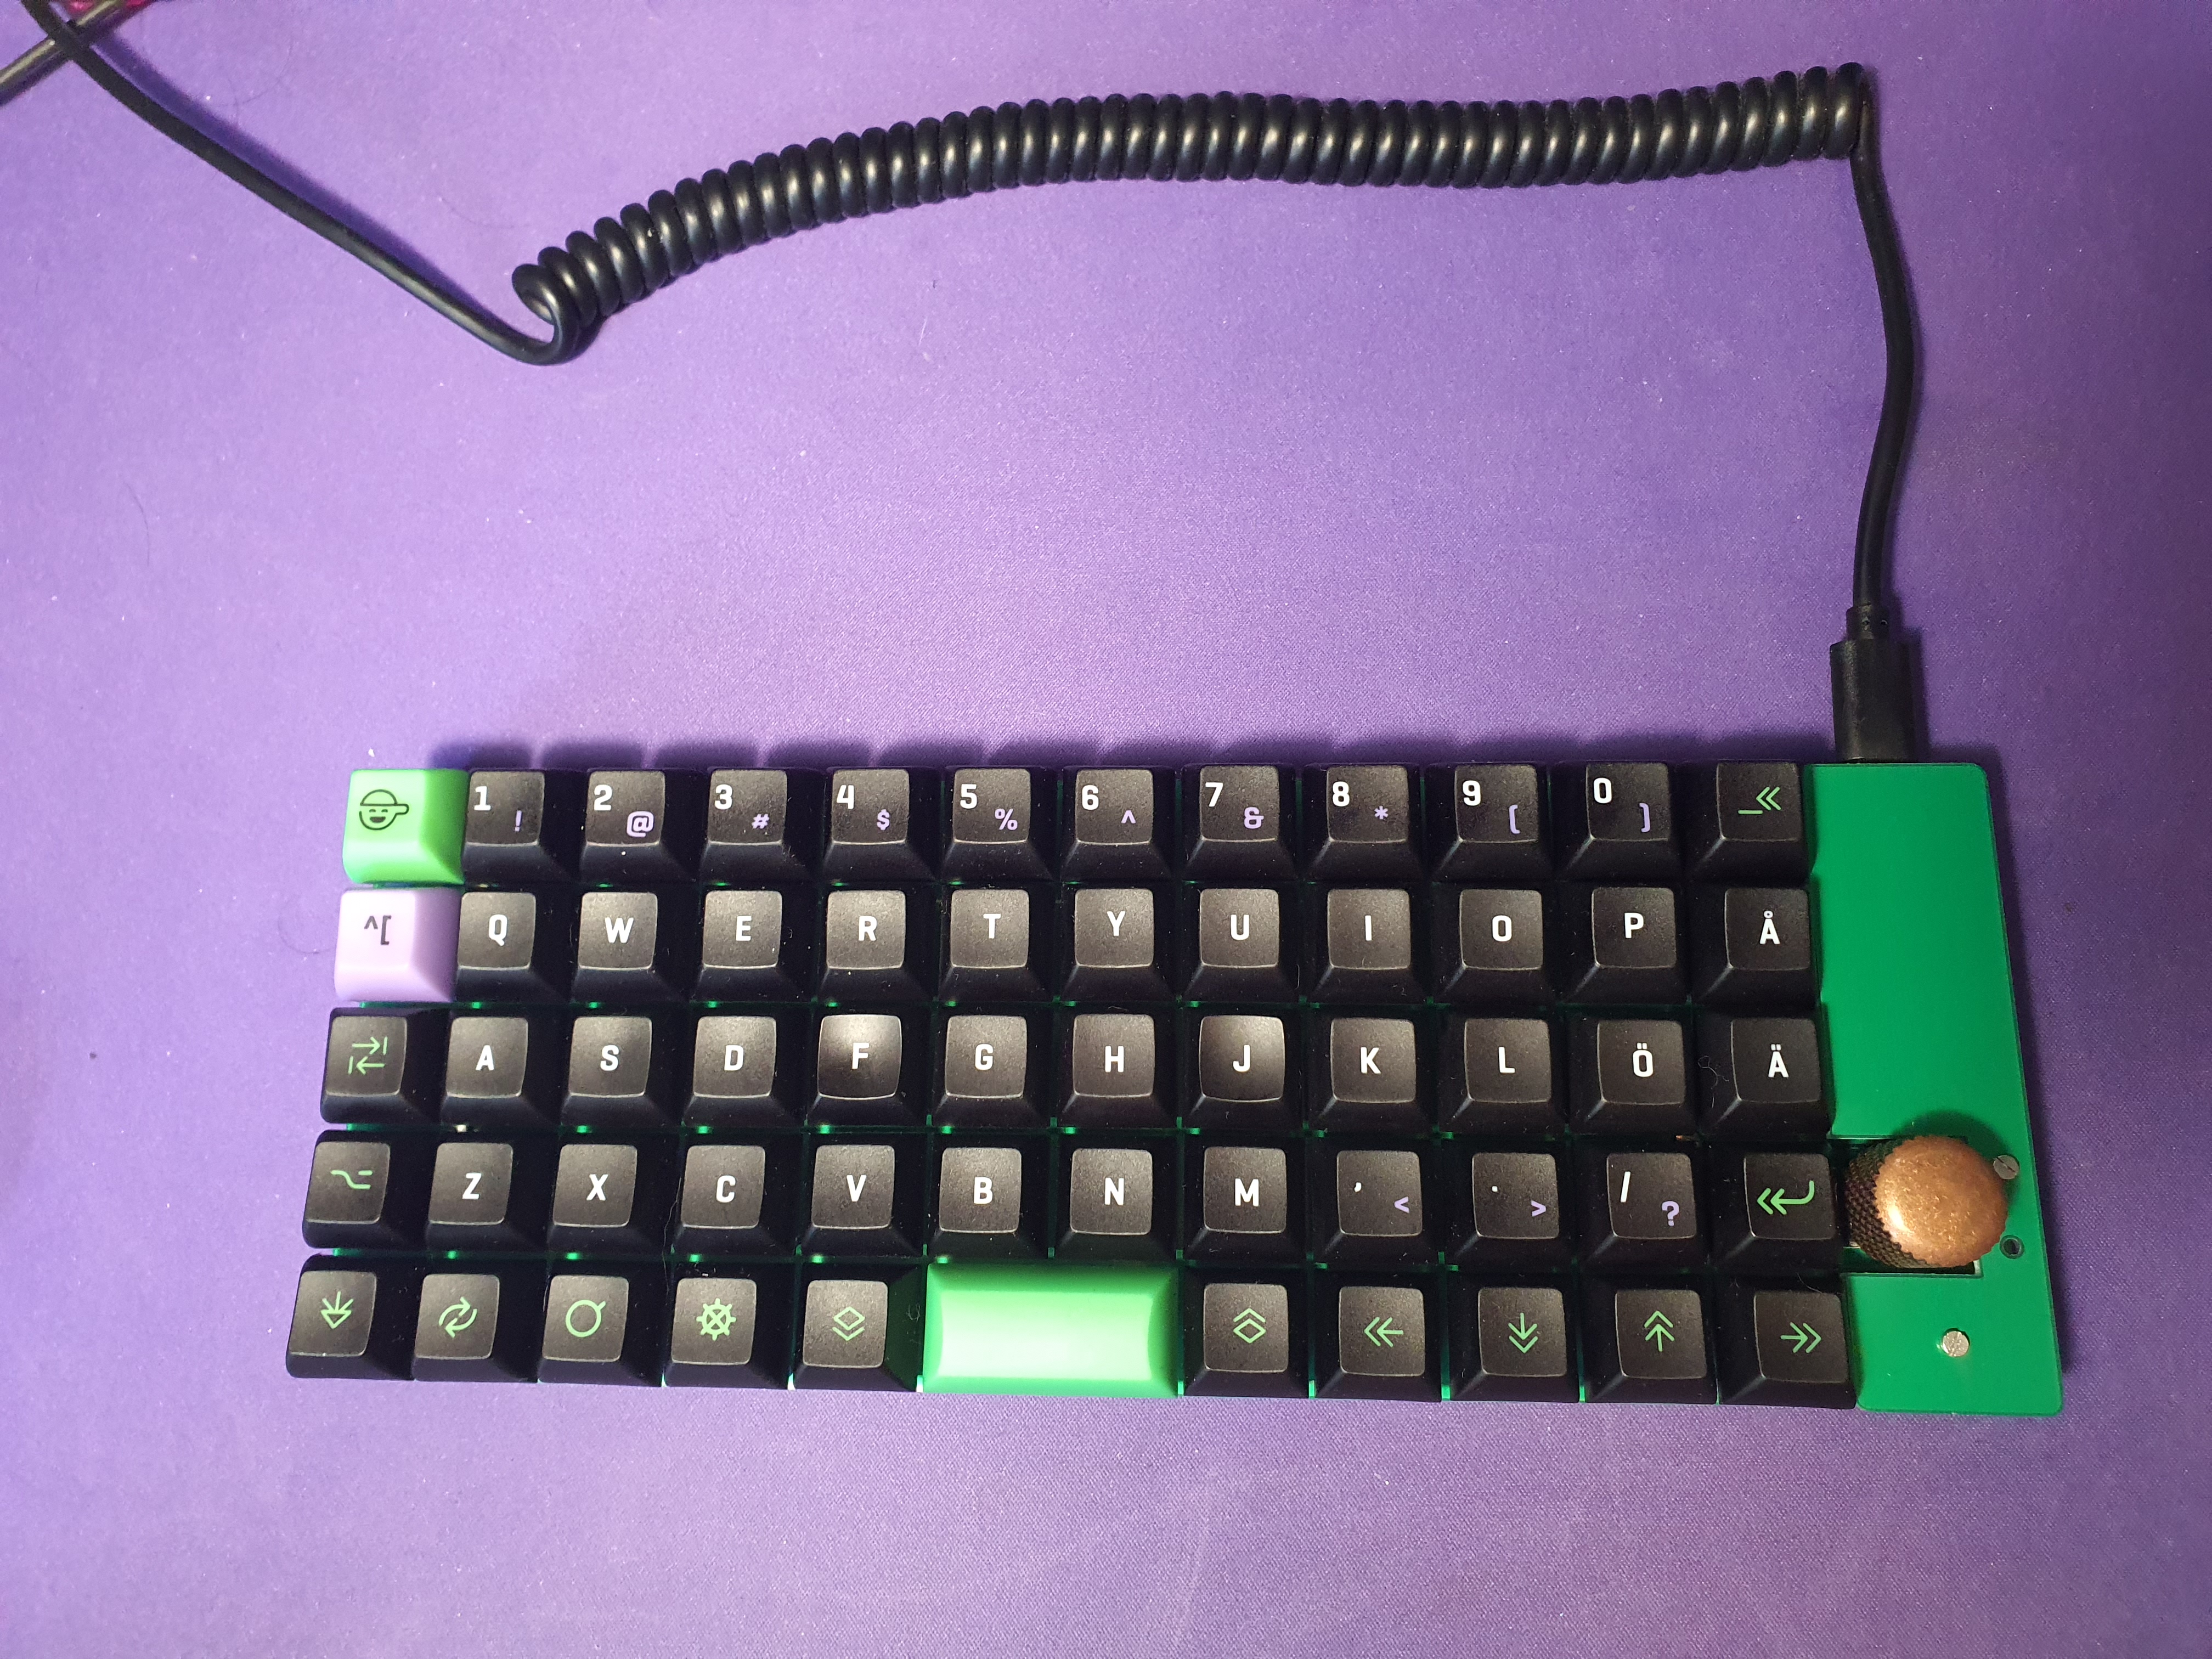 1 ! 2 @ 3 # 4 $ 5 % 6 ^ 7 & 8 * 9 [ 0 ] _
Q W E R T Y U I O P Å
A S D F G H J K L Ö Ä
Z X C V B N M , < . > / ?